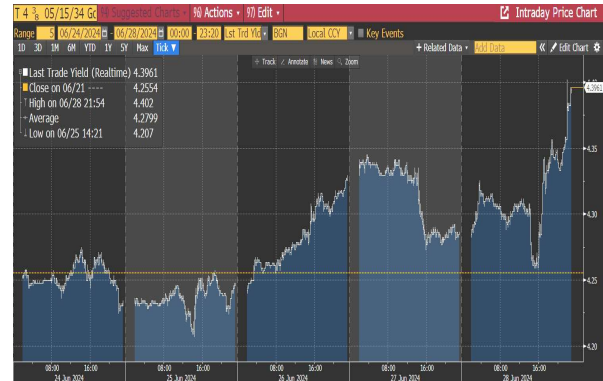 T 4 3/8 05/15/34 Gc 94) Suggested Charts 96) Actions 97) Edit Intraday Price Chart
Range 5 06/24/2024 - 06/28/2024 00:00 - 23:20 Lst Trd Yld BGN Local CCY Key Events
1D 3D 1M 6M YTD 1Y 5Y Max Tick ▼ + Related Data Add Data « Edit Chart
Track Annotate News Zoom
Last Trade Yield (Realtime) 4.3961
Close on 06/21 ---- 4.2554
High on 06/28 21:54 4.402
Average 4.2799
Low on 06/25 14:21 4.207
4.3961
4.35
4.30
4.25
4.20
08:00 16:00 08:00 16:00 08:00 16:00 08:00 16:00 08:00 16:00
24 Jun 2024 25 Jun 2024 26 Jun 2024 27 Jun 2024 28 Jun 2024